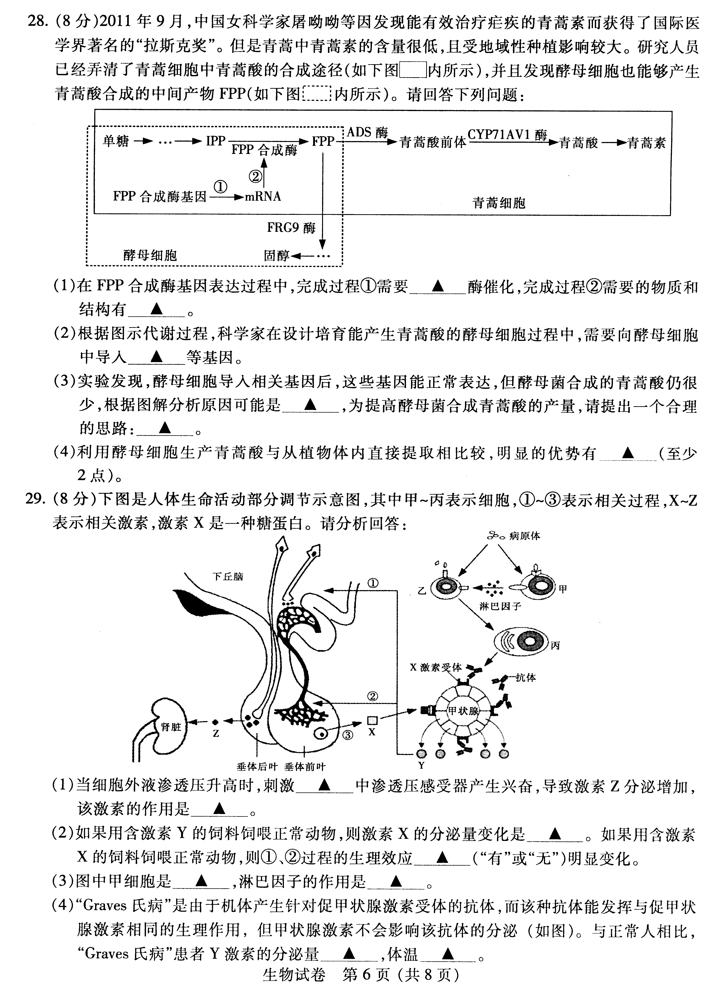 28. (8 分)2011 年 9 月,中国女科学家屠呦呦等因发现能有效治疗疟疾的青蒿素而获得了国际医
学界著名的“拉斯克奖”。但是青蒿中青蒿素的含量很低,且受地域性种植影响较大。研究人员
已经弄清了青蒿细胞中青蒿酸的合成途径(如下图 内所示),并且发现酵母细胞也能够产生
青蒿酸合成的中间产物 FPP(如下图 内所示)。请回答下列问题:
单糖 … IPP FPP 合成酶 FPP ADS 酶 青蒿酸前体 CYP71AV1 酶 青蒿酸 青蒿素
②
FPP 合成酶基因 ① mRNA
青蒿细胞
FRG9 酶
酵母细胞 固醇 …
(1)在 FPP 合成酶基因表达过程中,完成过程①需要 ▲ 酶催化,完成过程②需要的物质和
结构有 ▲ 。
(2)根据图示代谢过程,科学家在设计培育能产生青蒿酸的酵母细胞过程中,需要向酵母细胞
中导入 ▲ 等基因。
(3)实验发现,酵母细胞导入相关基因后,这些基因能正常表达,但酵母菌合成的青蒿酸仍很
少,根据图解分析原因可能是 ▲ ,为提高酵母菌合成青蒿酸的产量,请提出一个合理
的思路: ▲ 。
(4)利用酵母细胞生产青蒿酸与从植物体内直接提取相比较,明显的优势有 ▲ (至少
2 点)。
29. (8 分)下图是人体生命活动部分调节示意图,其中甲~丙表示细胞,①~③表示相关过程,X~Z
表示相关激素,激素 X 是一种糖蛋白。请分析回答:
病原体
下丘脑
①
乙 甲
淋巴因子
丙
X 激素受体
抗体
②
甲状腺
肾脏
Z
③
X
Y
垂体后叶 垂体前叶
(1)当细胞外液渗透压升高时,刺激 ▲ 中渗透压感受器产生兴奋,导致激素 Z 分泌增加,
该激素的作用是 ▲ 。
(2)如果用含激素 Y 的饲料饲喂正常动物,则激素 X 的分泌量变化是 ▲ 。如果用含激素
X 的饲料饲喂正常动物,则①、②过程的生理效应 ▲ (“有”或“无”)明显变化。
(3)图中甲细胞是 ▲ ,淋巴因子的作用是 ▲ 。
(4)“Graves 氏病”是由于机体产生针对促甲状腺激素受体的抗体,而该种抗体能发挥与促甲状
腺激素相同的生理作用, 但甲状腺激素不会影响该抗体的分泌 (如图)。与正常人相比,
“Graves 氏病”患者 Y 激素的分泌量 ▲ ,体温 ▲ 。
生物试卷 第 6 页 (共 8 页)